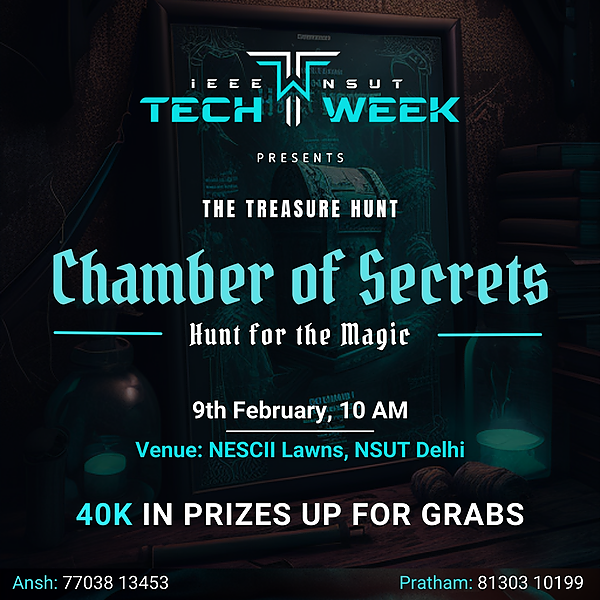 IEEE NSUT
TECH WEEK
PRESENTS
THE TREASURE HUNT
Chamber of Secrets
Hunt for the Magic
9th February, 10 AM
Venue: NESCII Lawns, NSUT Delhi
40K IN PRIZES UP FOR GRABS
Ansh: 77038 13453
Pratham: 81303 10199